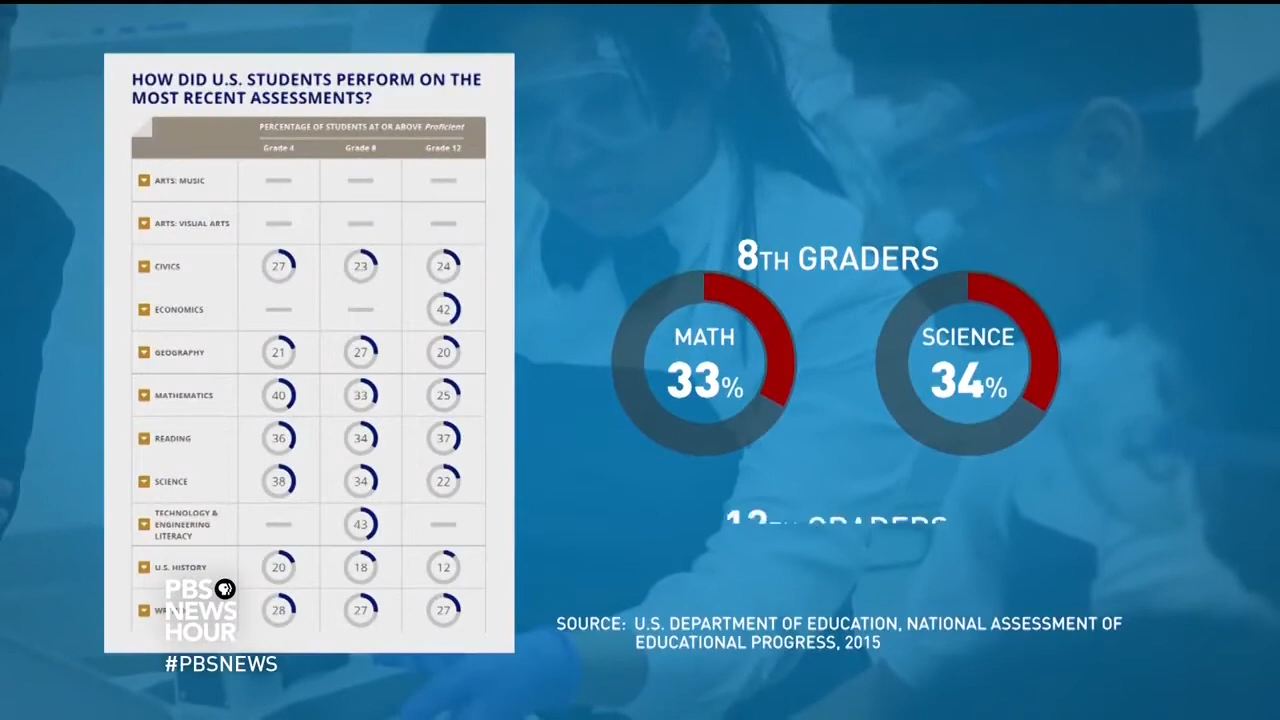 HOW DID U.S. STUDENTS PERFORM ON THE
MOST RECENT ASSESSMENTS?
PERCENTAGE OF STUDENTS AT OR ABOVE Proficient
Grade 4 Grade 8 Grade 12
ARTS: MUSIC
ARTS: VISUAL ARTS
CIVICS 27 23 24
ECONOMICS 42
GEOGRAPHY 21 27 20
MATHEMATICS 40 33 25
READING 36 34 37
SCIENCE 38 34 22
TECHNOLOGY &
ENGINEERING 43
LITERACY
U.S. HISTORY 20 18 12
28 27 27
PBS
NEWS
HOUR
#PBSNEWS
8TH GRADERS
MATH
33%
SCIENCE
34%
12TH GRADERS
SOURCE: U.S. DEPARTMENT OF EDUCATION, NATIONAL ASSESSMENT OF
EDUCATIONAL PROGRESS, 2015